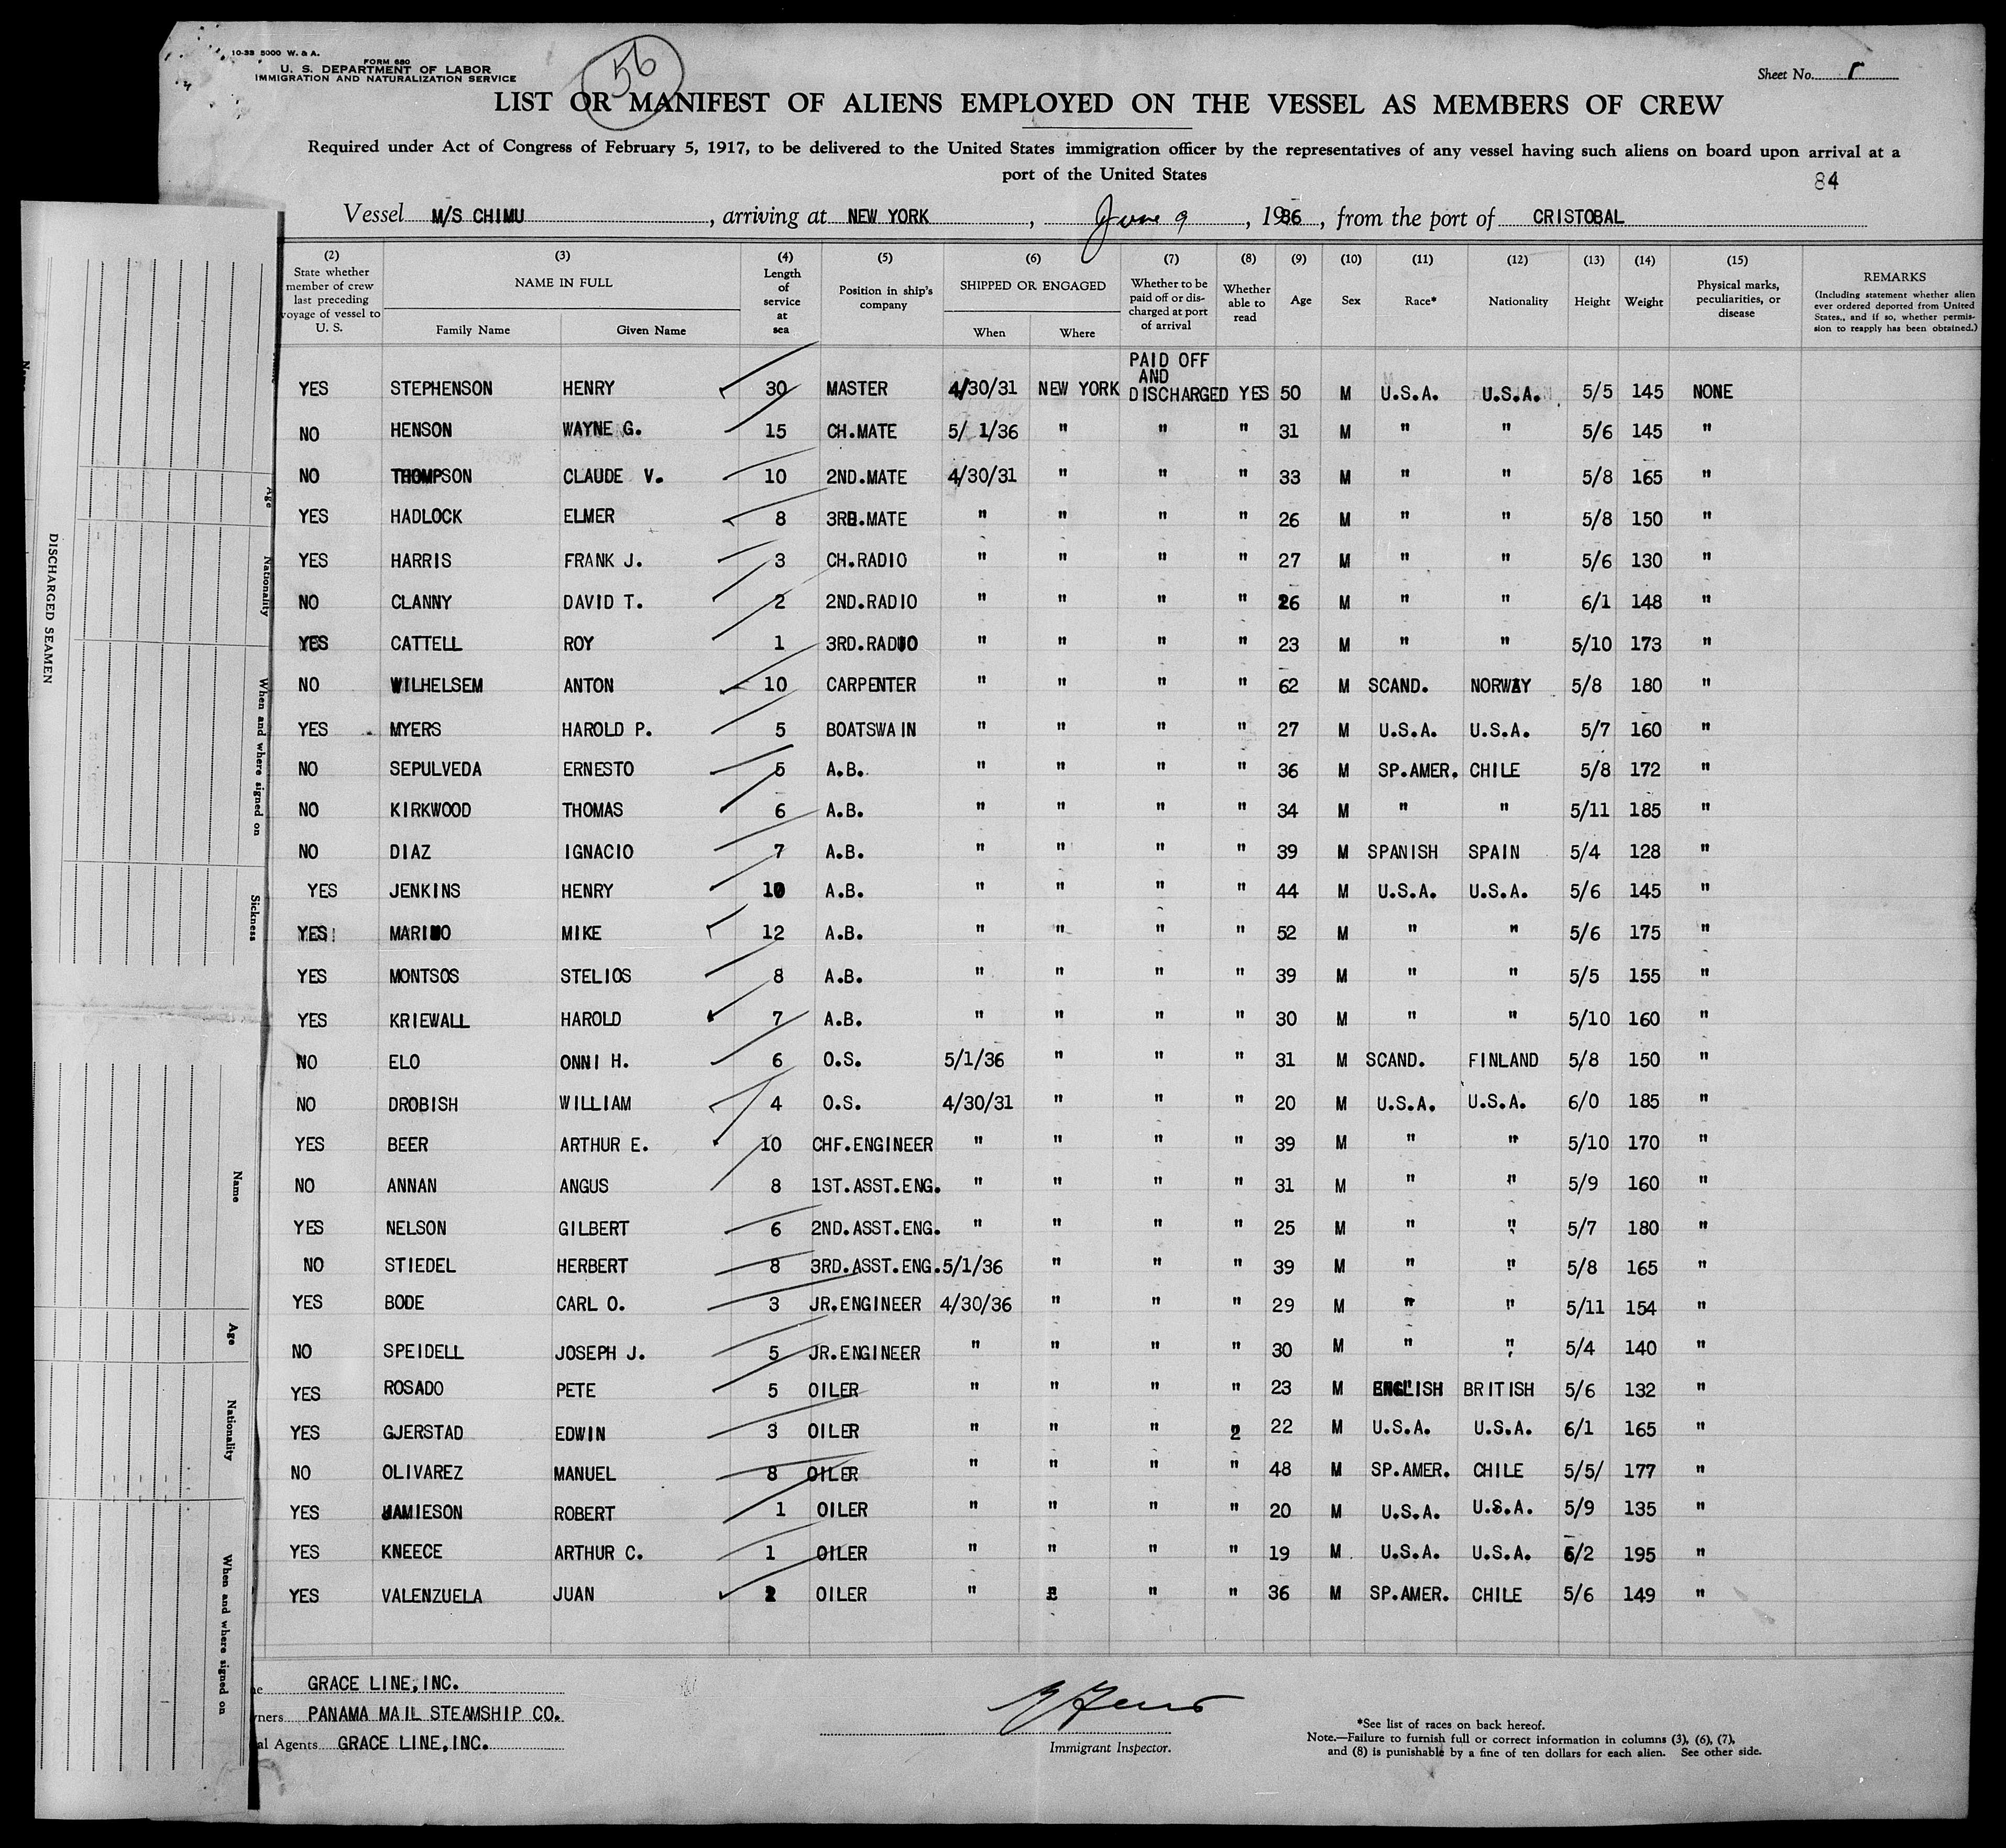 10-33 5000 W. & A.
FORM 680
U. S. DEPARTMENT OF LABOR
IMMIGRATION AND NATURALIZATION SERVICE
56
Sheet No.
LIST OR MANIFEST OF ALIENS EMPLOYED ON THE VESSEL AS MEMBERS OF CREW
Required under Act of Congress of February 5, 1917, to be delivered to the United States immigration officer by the representatives of any vessel having such aliens on board upon arrival at a
port of the United States
84
Vessel M/S CHIMU, arriving at NEW YORK, June 9, 1936, from the port of CRISTOBAL
(2) (3) (4) (5) (6) (7) (8) (9) (10) (11) (12) (13) (14) (15)
State whether member of crew last preceding voyage of vessel to U. S.
NAME IN FULL
Family Name Given Name
Length of service at sea
Position in ship's company
SHIPPED OR ENGAGED
When Where
Whether to be paid off or discharged at port of arrival
Whether able to read
Age Sex Race* Nationality Height Weight
Physical marks, peculiarities, or disease
REMARKS
(Including statement whether alien ever ordered deported from United States., and if so, whether permission to reapply has been obtained.)
YES STEPHENSON HENRY 30 MASTER 4/30/31 NEW YORK PAID OFF AND DISCHARGED YES 50 M U.S.A. U.S.A. 5/5 145 NONE
NO HENSON WAYNE G. 15 CH.MATE 5/ 1/36 " " " 31 M " " 5/6 145 "
NO THOMPSON CLAUDE V. 10 2ND.MATE 4/30/31 " " " 33 M " " 5/8 165 "
YES HADLOCK ELMER 8 3RD.MATE " " " " 26 M " " 5/8 150 "
YES HARRIS FRANK J. 3 CH.RADIO " " " " 27 M " " 5/6 130 "
NO CLANNY DAVID T. 2 2ND.RADIO " " " " 26 M " " 6/1 148 "
YES CATTELL ROY 1 3RD.RADIO " " " " 23 M " " 5/10 173 "
NO WILHELSEM ANTON 10 CARPENTER " " " " 62 M SCAND. NORWAY 5/8 180 "
YES MYERS HAROLD P. 5 BOATSWAIN " " " " 27 M U.S.A. U.S.A. 5/7 160 "
NO SEPULVEDA ERNESTO 5 A.B. " " " " 36 M SP.AMER. CHILE 5/8 172 "
NO KIRKWOOD THOMAS 6 A.B. " " " " 34 M " " 5/11 185 "
NO DIAZ IGNACIO 7 A.B. " " " " 39 M SPANISH SPAIN 5/4 128 "
YES JENKINS HENRY 10 A.B. " " " " 44 M U.S.A. U.S.A. 5/6 145 "
YES MARINO MIKE 12 A.B. " " " " 52 M " " 5/6 175 "
YES MONTSOS STELIOS 8 A.B. " " " " 39 M " " 5/5 155 "
YES KRIEWALL HAROLD 7 A.B. " " " " 30 M " " 5/10 160 "
NO ELO ONNI H. 6 O.S. 5/1/36 " " " 31 M SCAND. FINLAND 5/8 150 "
NO DROBISH WILLIAM 4 O.S. 4/30/31 " " " 20 M U.S.A. U.S.A. 6/0 185 "
YES BEER ARTHUR E. 10 CHF.ENGINEER " " " " 39 M " " 5/10 170 "
NO ANNAN ANGUS 8 1ST.ASST.ENG. " " " " 31 M " " 5/9 160 "
YES NELSON GILBERT 6 2ND.ASST.ENG. " " " " 25 M " " 5/7 180 "
NO STIEDEL HERBERT 8 3RD.ASST.ENG. 5/1/36 " " " 39 M " " 5/8 165 "
YES BODE CARL O. 3 JR.ENGINEER 4/30/36 " " " 29 M " " 5/11 154 "
NO SPEIDELL JOSEPH J. 5 JR.ENGINEER " " " " 30 M " " 5/4 140 "
YES ROSADO PETE 5 OILER " " " " 23 M ENGLISH BRITISH 5/6 132 "
YES GJERSTAD EDWIN 3 OILER " " " 2 22 M U.S.A. U.S.A. 6/1 165 "
NO OLIVAREZ MANUEL 8 OILER " " " " 48 M SP.AMER. CHILE 5/5/ 177 "
YES JAMIESON ROBERT 1 OILER " " " " 20 M U.S.A. U.S.A. 5/9 135 "
YES KNEECE ARTHUR C. 1 OILER " " " " 19 M U.S.A. U.S.A. 6/2 195 "
YES VALENZUELA JUAN OILER " " " 36 M SP.AMER. CHILE 5/6 149 "
GRACE LINE, INC.
PANAMA MAIL STEAMSHIP CO.
al Agents GRACE LINE, INC.
Immigrant Inspector.
*See list of races on back hereof.
Note.—Failure to furnish full or correct information in columns (3), (6), (7),
and (8) is punishable by a fine of ten dollars for each alien. See other side.
DISCHARGED SEAMEN
Age
Nationality
When and where signed on
Sickness
Name
Age
Nationality
When and where signed on